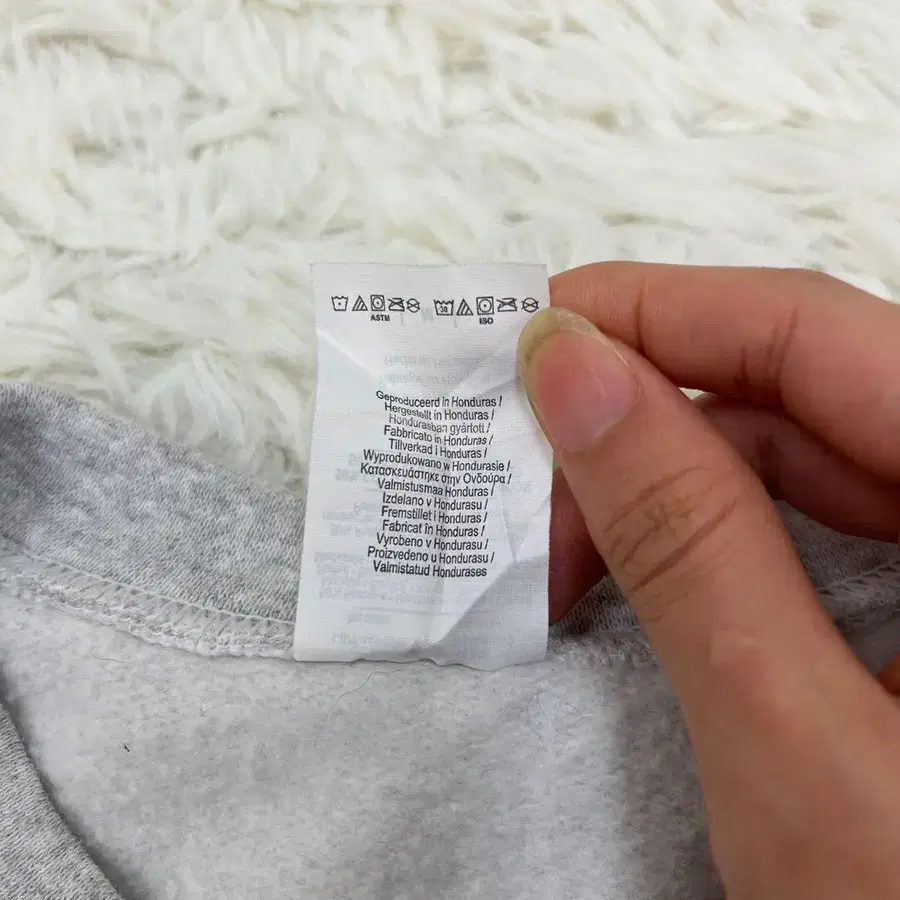 30
ASTM ISO
Geproduceerd in Honduras /
Hergestellt in Honduras /
Hondurasban gyártott /
Fabbricato in Honduras /
Tillverkad i Honduras /
Wyprodukowano w Hondurasie /
Κατασκευάστηκε στην Ονδούρα /
Valmistusmaa Honduras /
Izdelano v Hondurasu /
Fremstillet i Honduras /
Fabricat în Honduras /
Vyrobeno v Hondurasu /
Proizvedeno u Hondurasu /
Valmistatud Hondurases